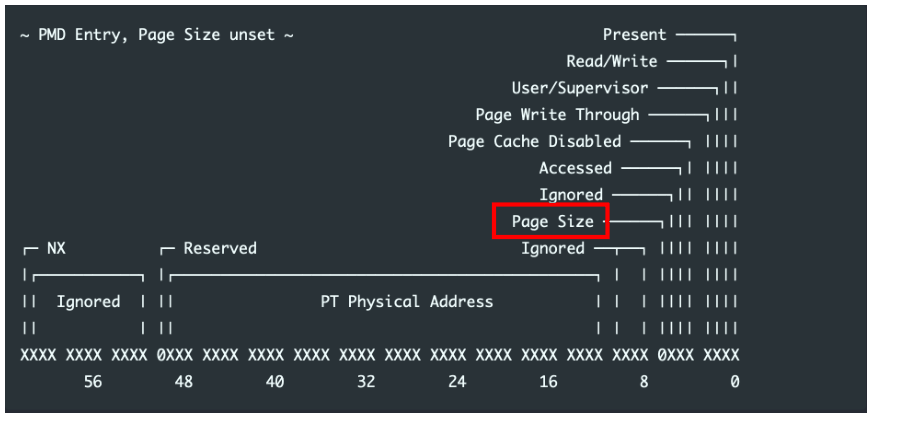 ~ PMD Entry, Page Size unset ~ Present
Read/Write
User/Supervisor
Page Write Through
Page Cache Disabled
Accessed
Ignored
Page Size
NX Reserved Ignored
Ignored PT Physical Address
XXXX XXXX XXXX 0XXX XXXX XXXX XXXX XXXX XXXX XXXX XXXX XXXX XXXX XXXX 0XXX XXXX
56 48 40 32 24 16 8 0